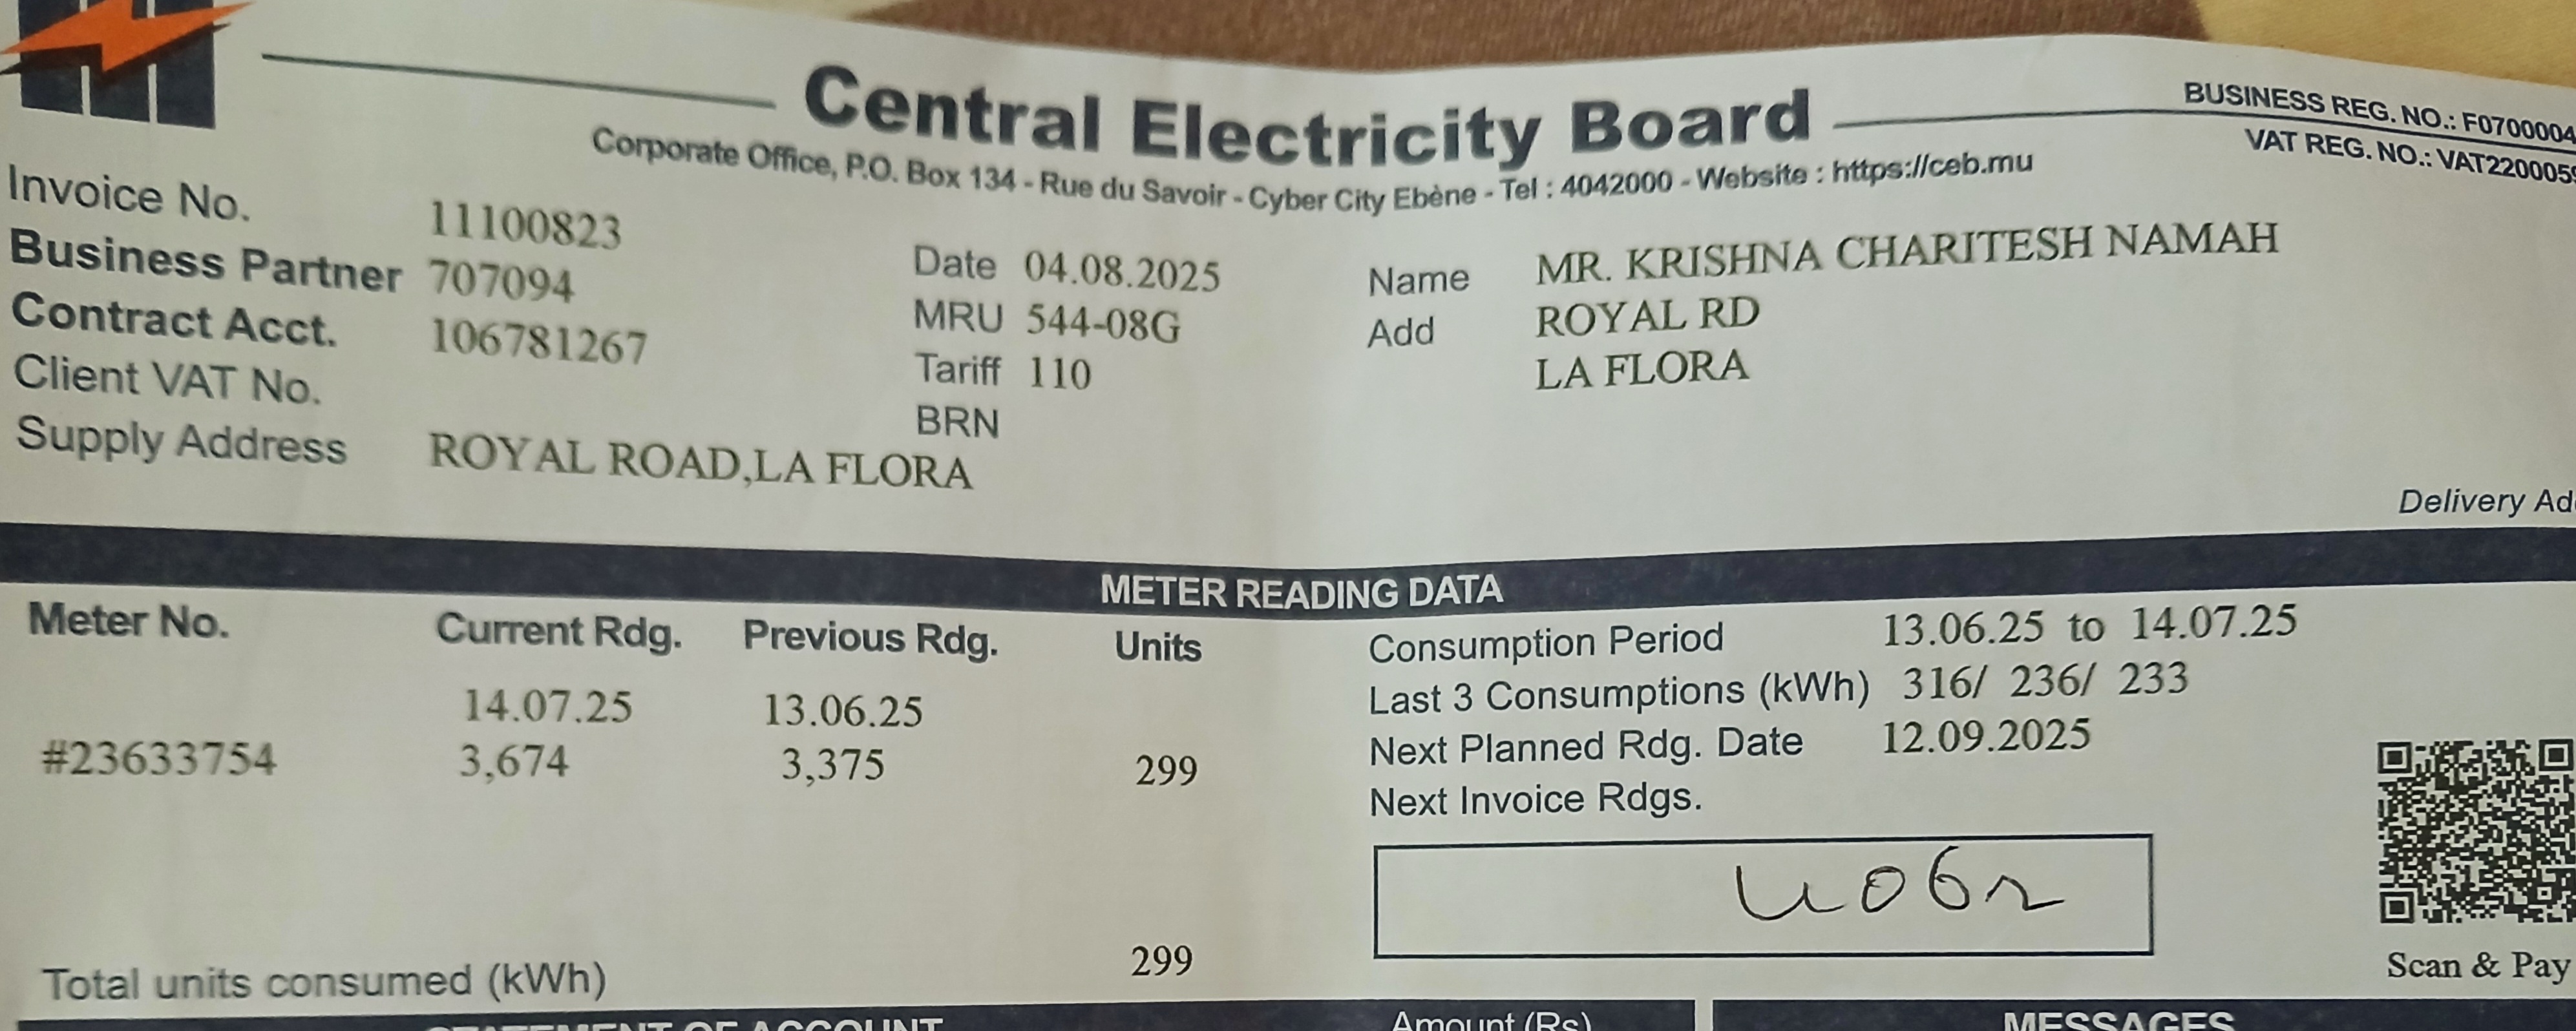 Central Electricity Board
Corporate Office, P.O. Box 134 - Rue du Savoir - Cyber City Ebène - Tel : 4042000 - Website : https://ceb.mu
BUSINESS REG. NO.: F0700004
VAT REG. NO.: VAT220005
Invoice No. 11100823
Business Partner 707094
Contract Acct. 106781267
Client VAT No.
Supply Address ROYAL ROAD,LA FLORA
Date 04.08.2025
MRU 544-08G
Tariff 110
BRN
Name MR. KRISHNA CHARITESH NAMAH
Add ROYAL RD
LA FLORA
Delivery Ad
METER READING DATA
Meter No. Current Rdg. Previous Rdg. Units
14.07.25 13.06.25
#23633754 3,674 3,375 299
Total units consumed (kWh) 299
Consumption Period 13.06.25 to 14.07.25
Last 3 Consumptions (kWh) 316/ 236/ 233
Next Planned Rdg. Date 12.09.2025
Next Invoice Rdgs.
Scan & Pay
STATEMENT OF ACCOUNT Amount (Rs) MESSAGES